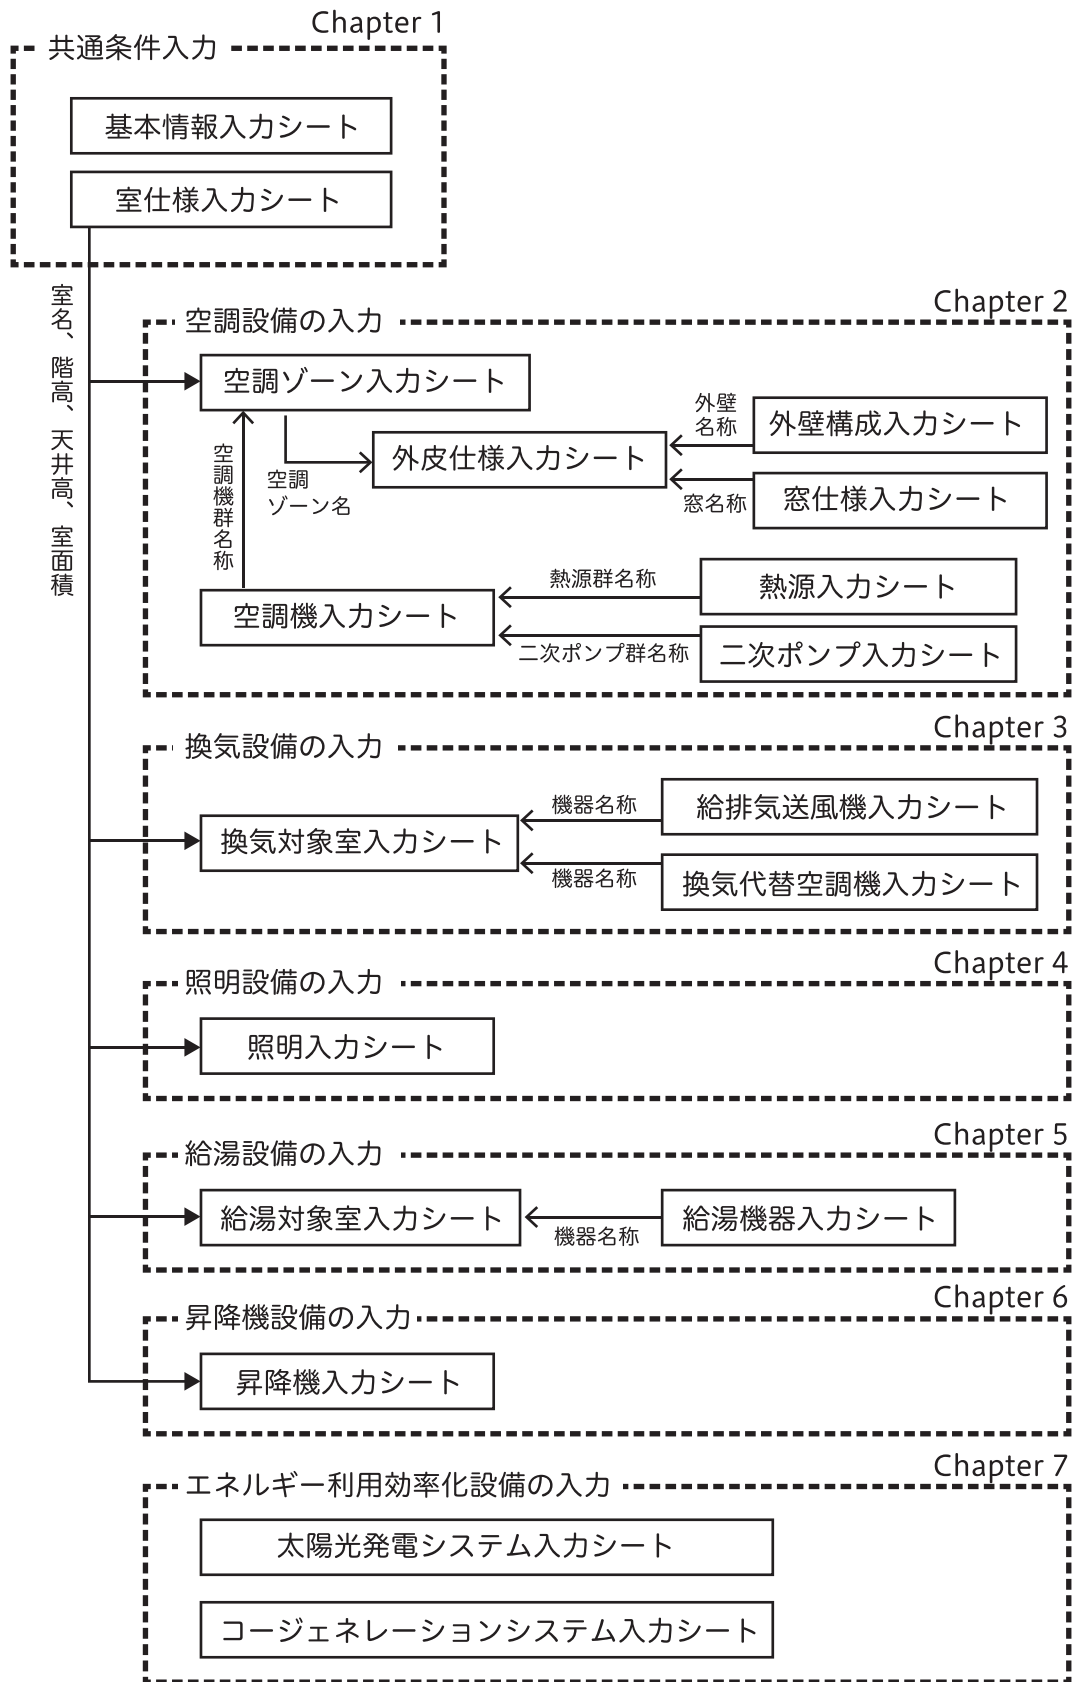 Chapter 1
共通条件入力
基本情報入力シート
室仕様入力シート
室名、階高、天井高、室面積
Chapter 2
空調設備の入力
空調ゾーン入力シート
外壁
名称
外壁構成入力シート
外皮仕様入力シート
空調機群名称
空調
ゾーン名
窓名称
窓仕様入力シート
熱源群名称
熱源入力シート
空調機入力シート
二次ポンプ群名称
二次ポンプ入力シート
Chapter 3
換気設備の入力
機器名称
給排気送風機入力シート
換気対象室入力シート
機器名称
換気代替空調機入力シート
Chapter 4
照明設備の入力
照明入力シート
Chapter 5
給湯設備の入力
給湯対象室入力シート
機器名称
給湯機器入力シート
Chapter 6
昇降機設備の入力
昇降機入力シート
Chapter 7
エネルギー利用効率化設備の入力
太陽光発電システム入力シート
コージェネレーションシステム入力シート